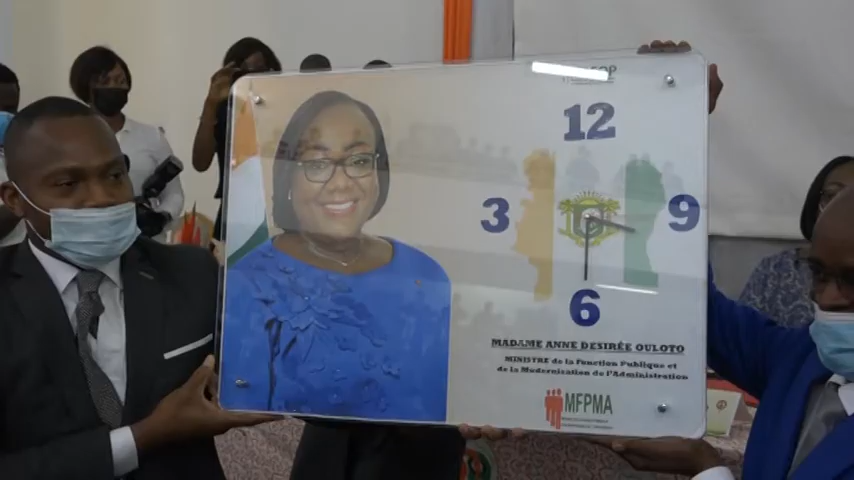 12
3
9
6
MADAME ANNE DESIRÉE OULOTO
MINISTRE de la Fonction Publique et
de la Modernisation de l'Administration
MFPMA